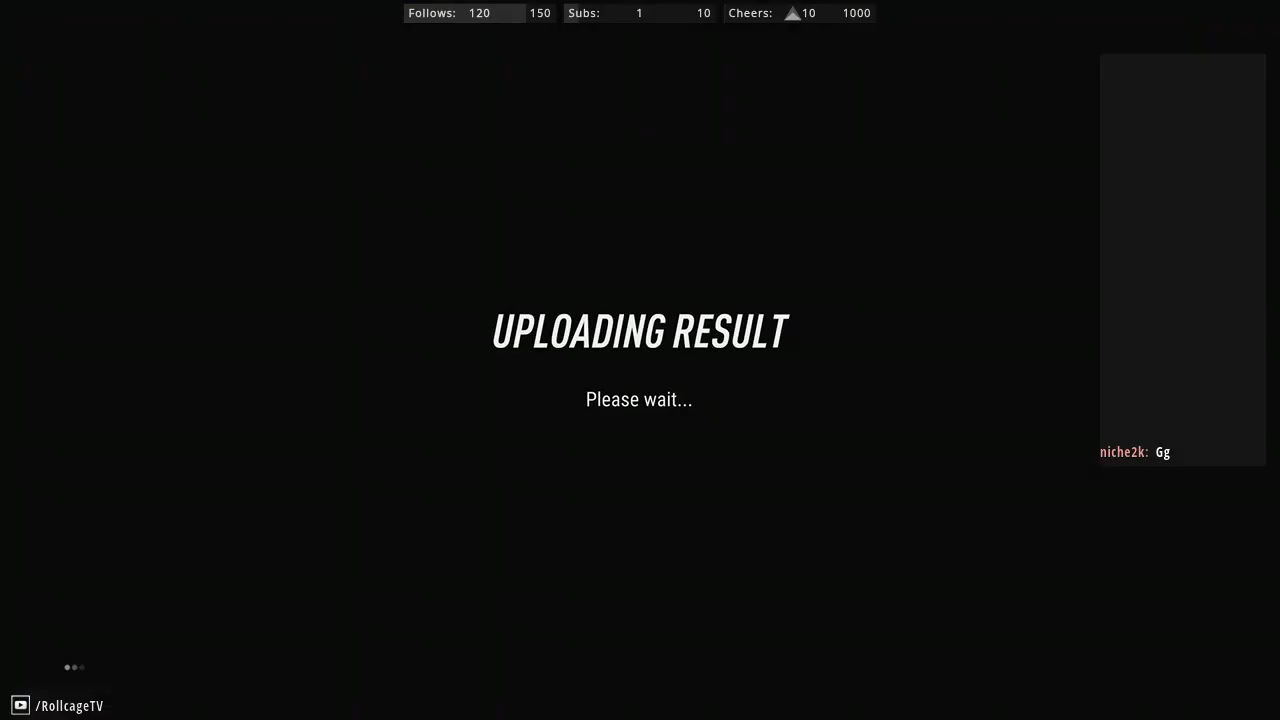 Follows: 120 150 Subs: 1 10 Cheers: 10 1000
UPLOADING RESULT
Please wait...
niche2k: Gg
/RollcageTV